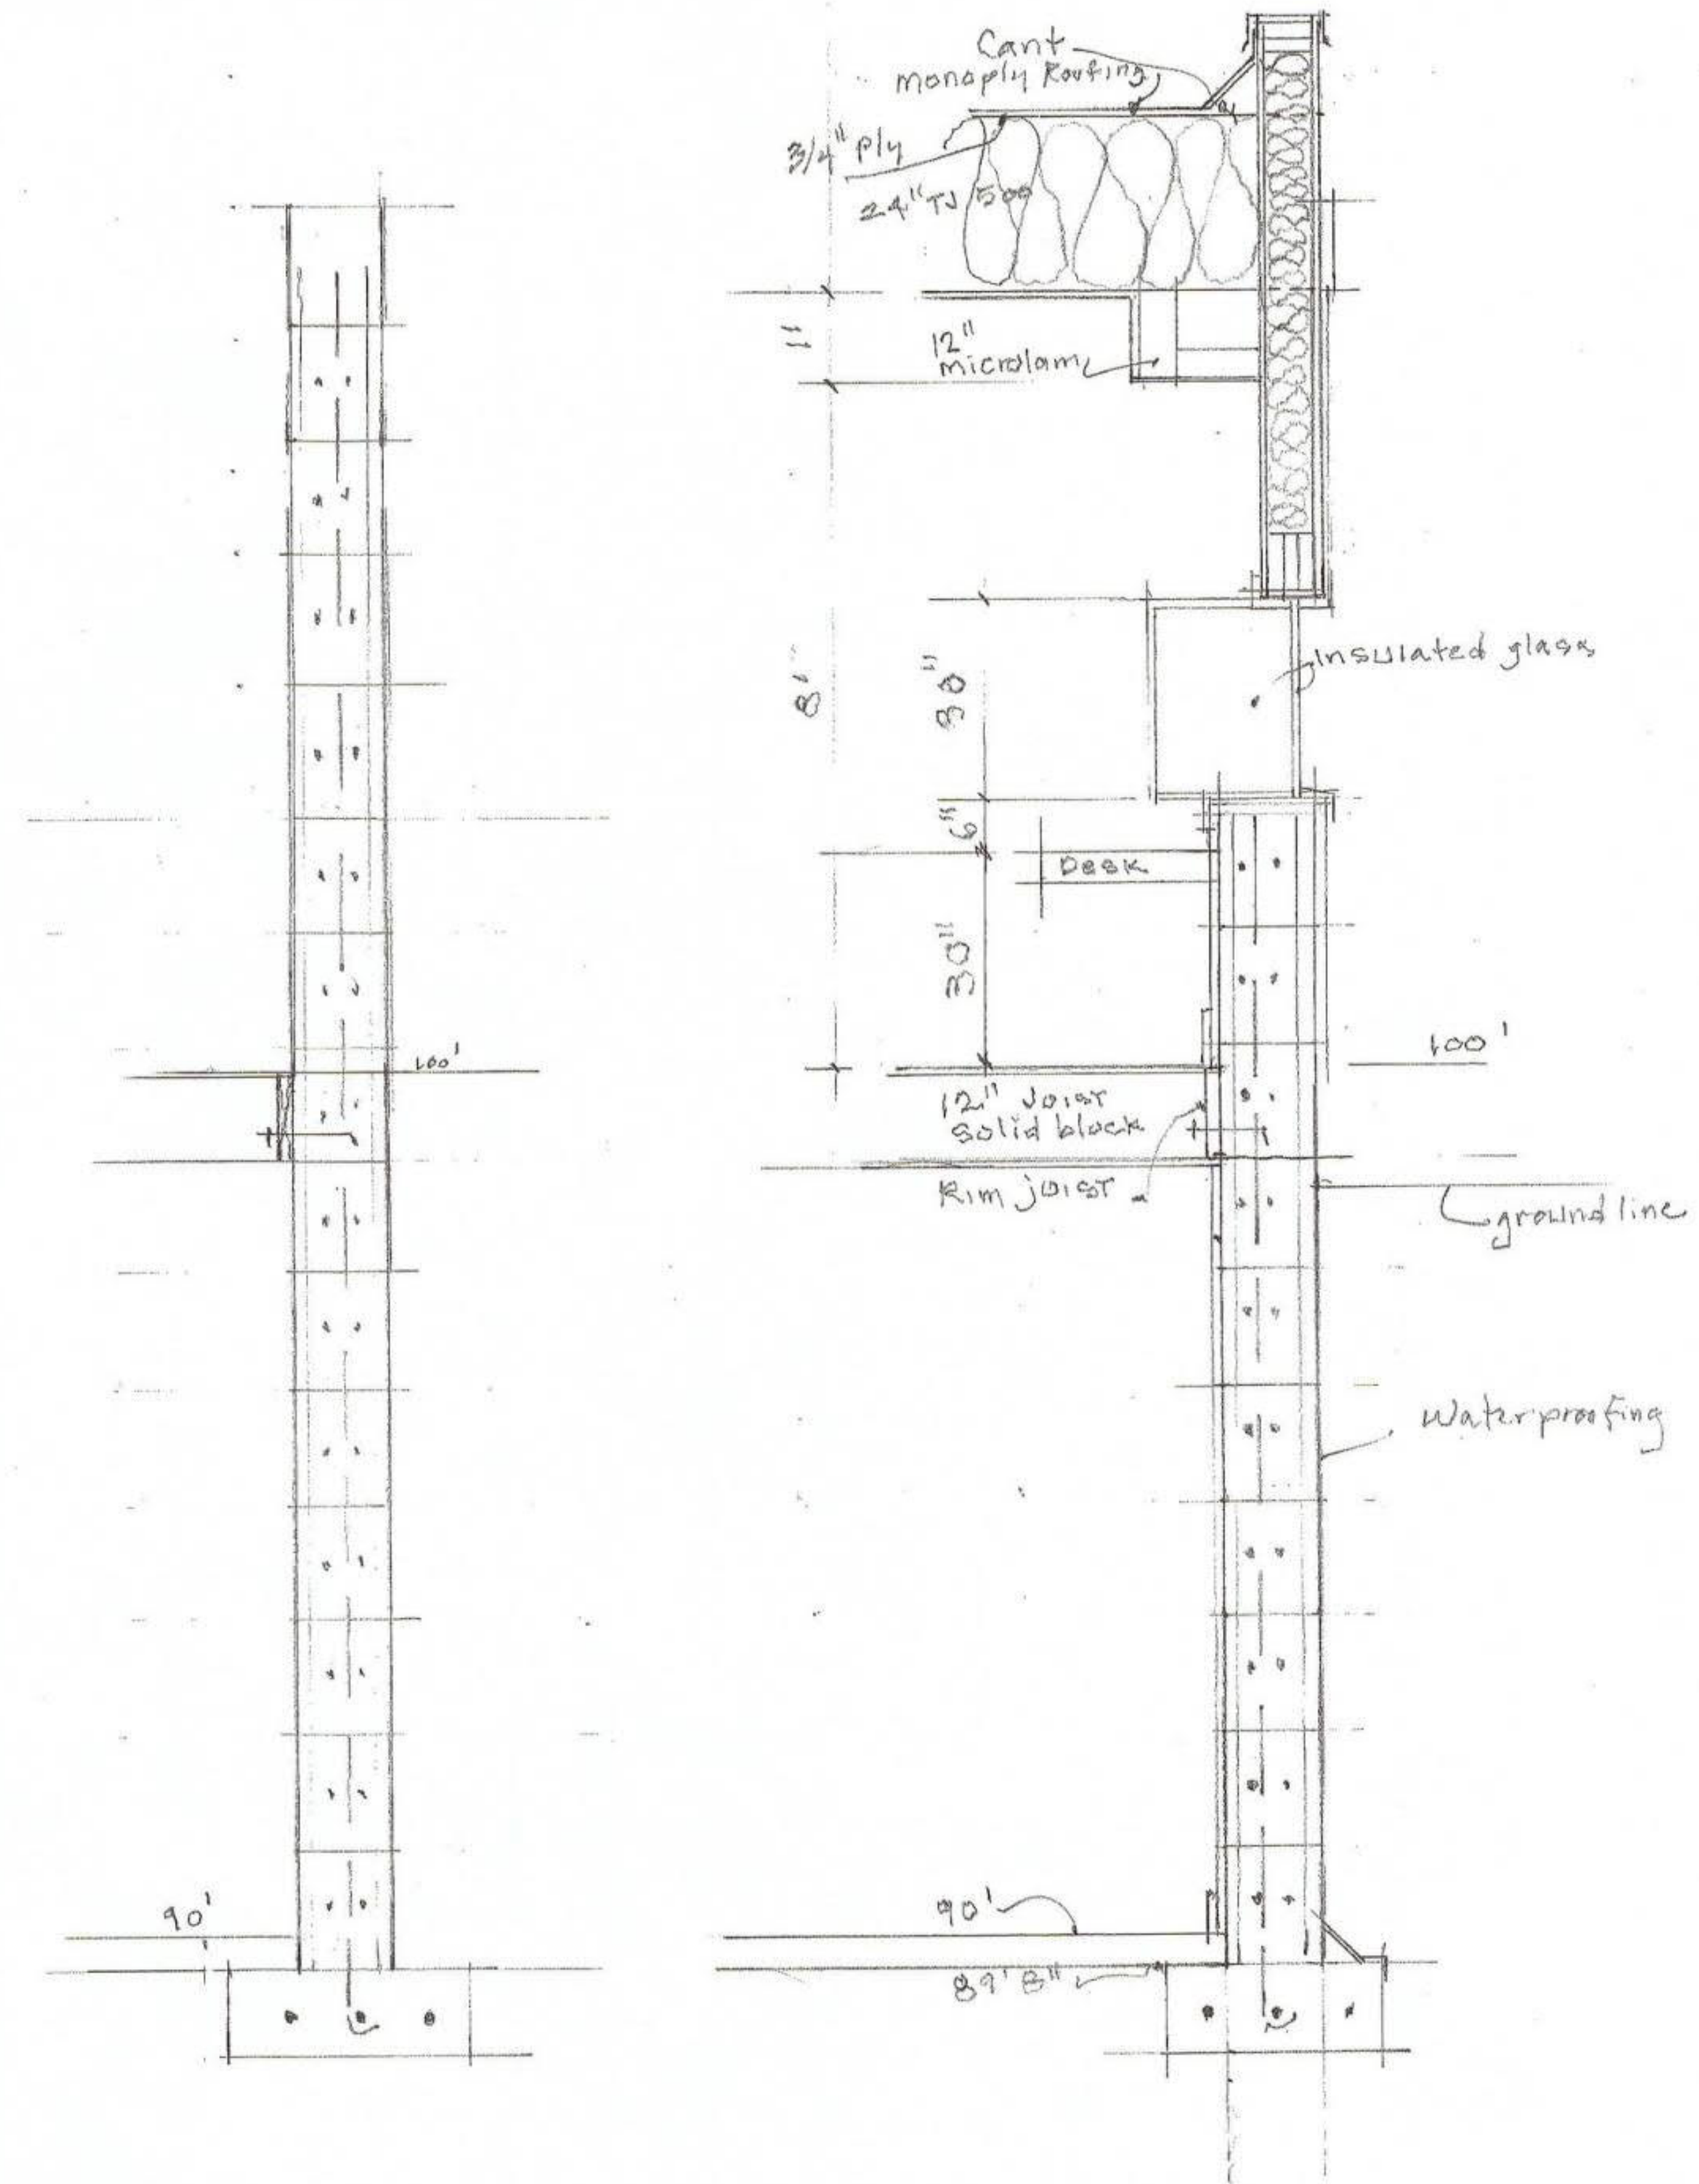 Cant
monoply Roofing
3/4" Ply
24" TJ 500
1'
12"
microlam
insulated glass
8'
30"
6"
Desk
30"
100'
100'
12" Joist
solid block
Rim joist
ground line
Waterproofing
90'
90'
89'8"